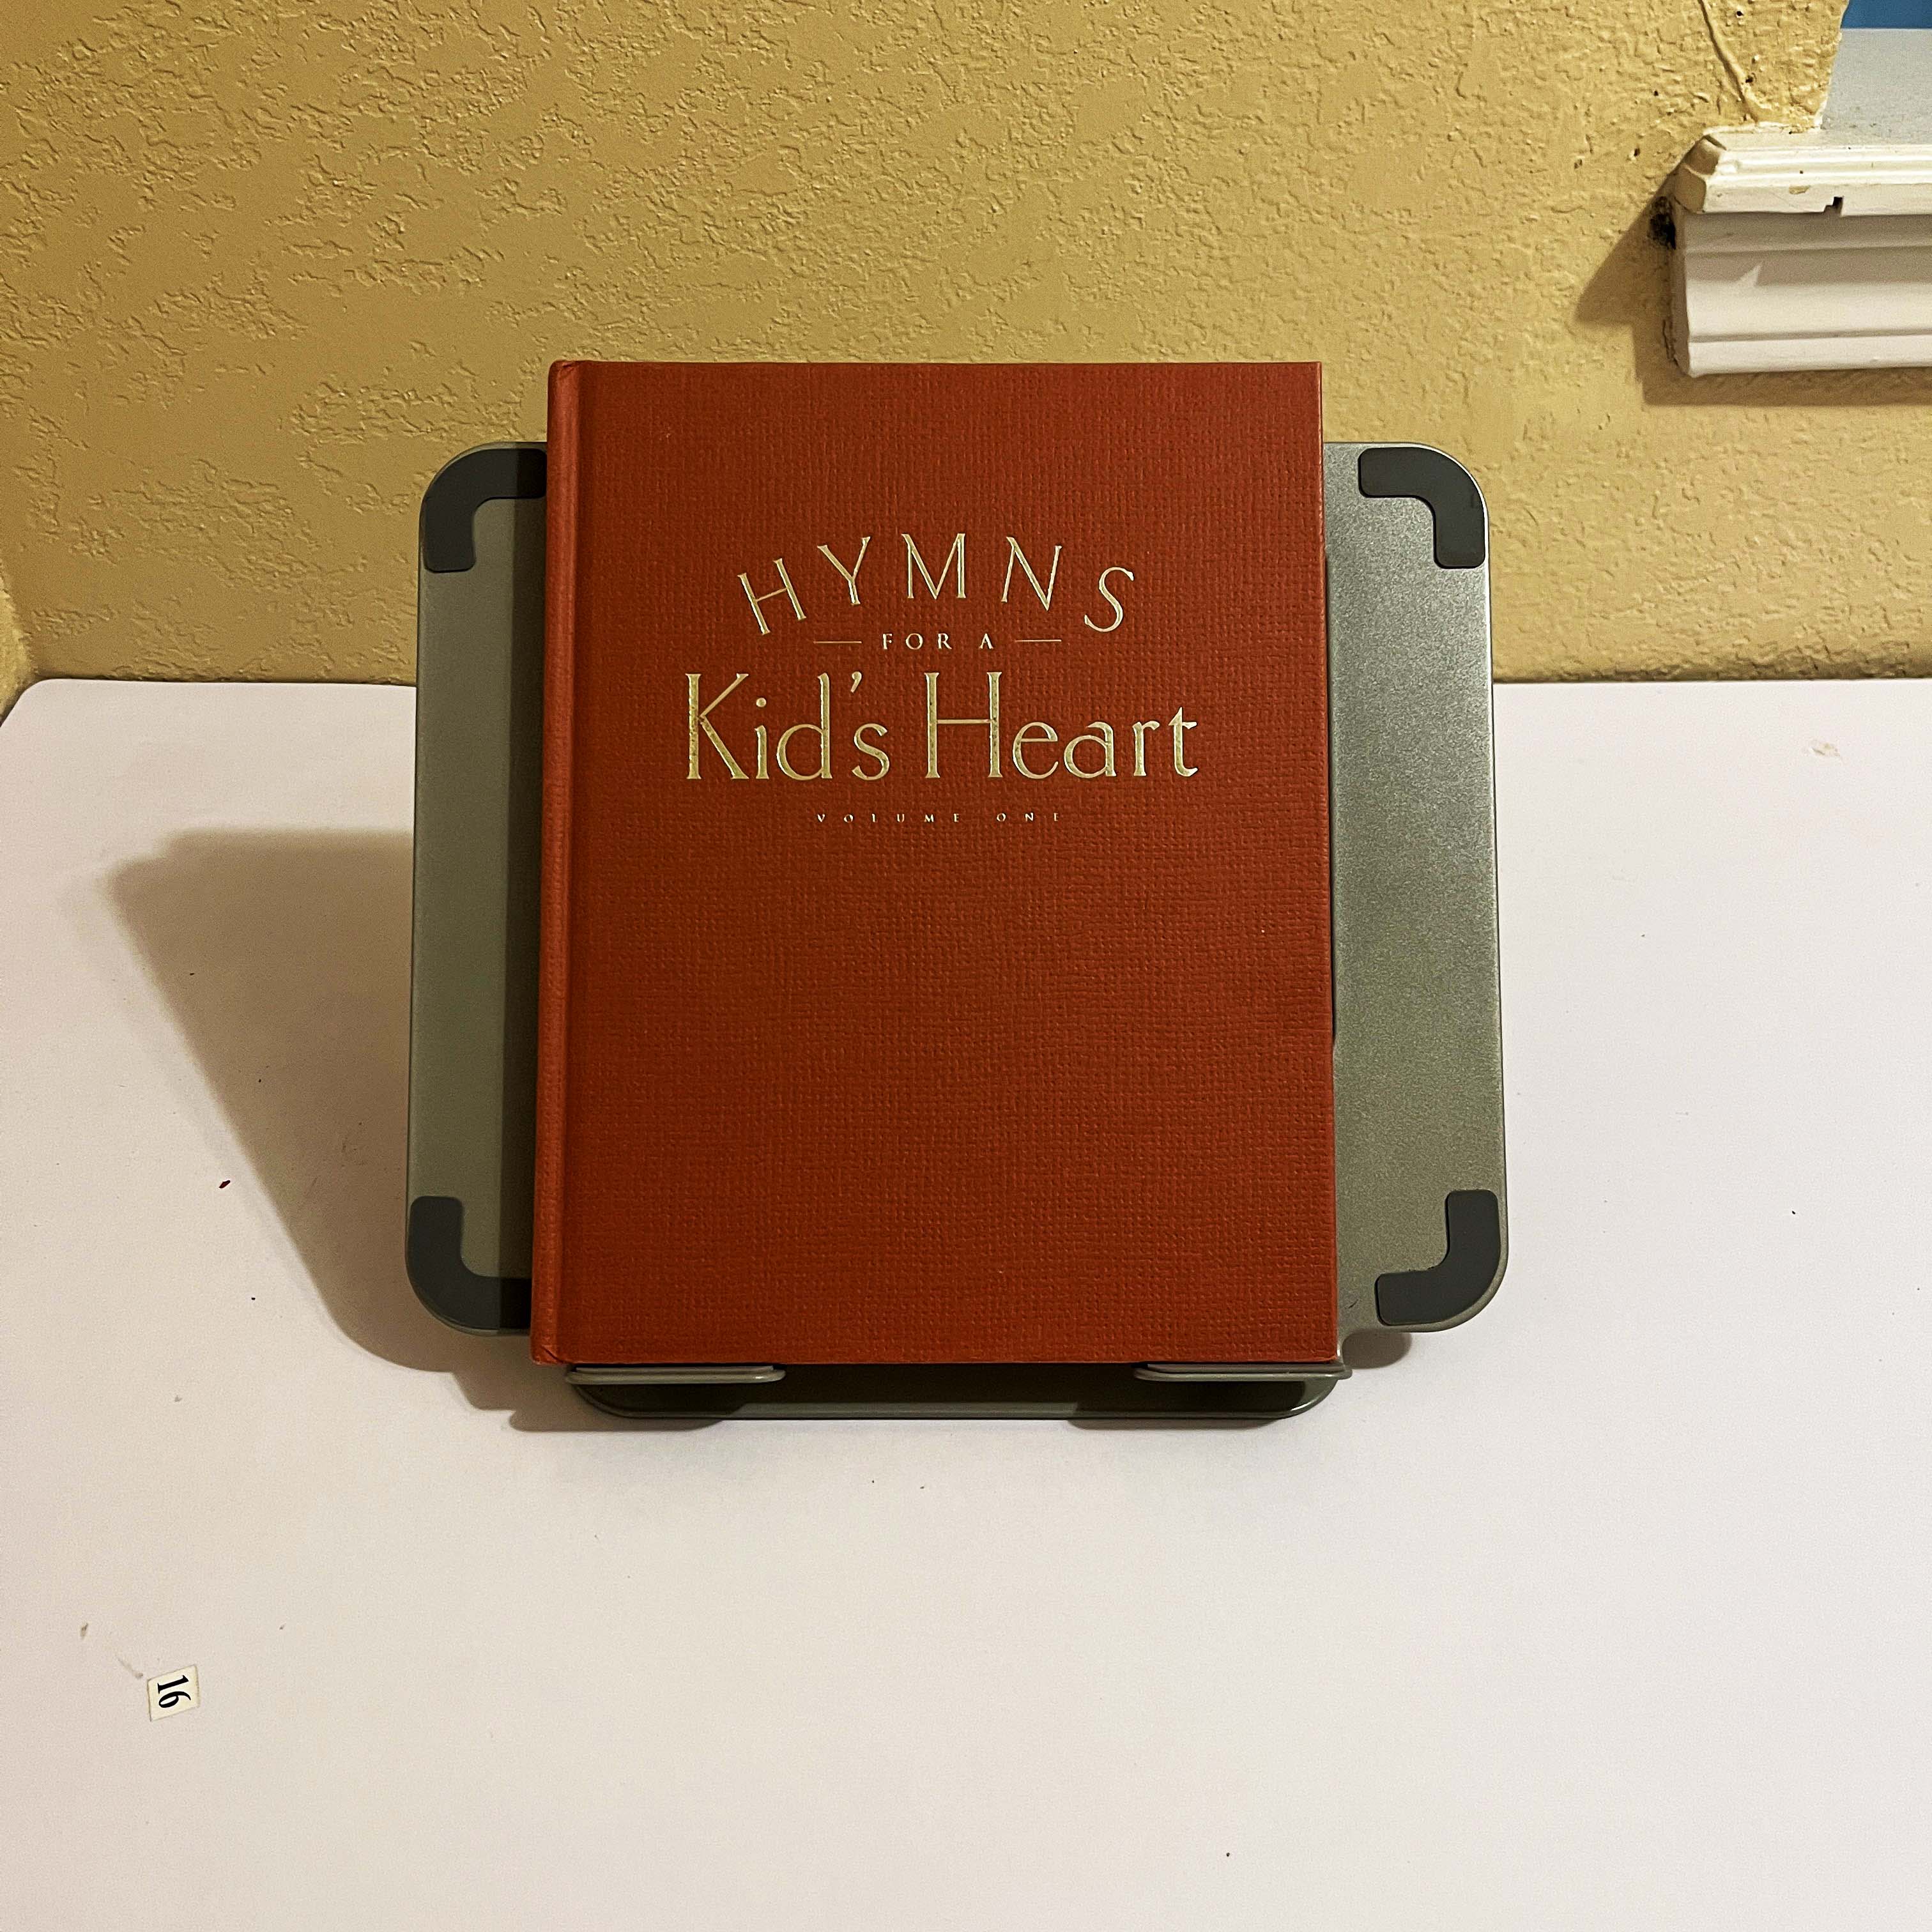 HYMNS
FOR A
Kid's Heart
VOLUME ONE
16